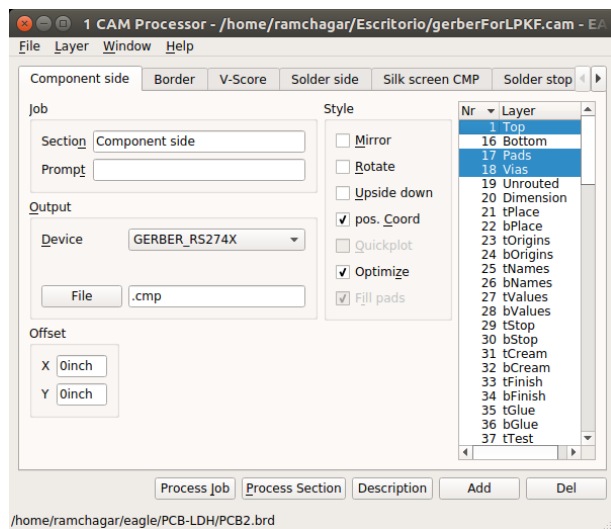 1 CAM Processor - /home/ramchagar/Escritorio/gerberForLPKF.cam - EA
File Layer Window Help
Component side Border V-Score Solder side Silk screen CMP Solder stop
Job
Section Component side
Prompt
Output
Device GERBER_RS274X
File .cmp
Offset
X 0inch
Y 0inch
Style
Mirror
Rotate
Upside down
pos. Coord
Quickplot
Optimize
Fill pads
Nr Layer
1 Top
16 Bottom
17 Pads
18 Vias
19 Unrouted
20 Dimension
21 tPlace
22 bPlace
23 tOrigins
24 bOrigins
25 tNames
26 bNames
27 tValues
28 bValues
29 tStop
30 bStop
31 tCream
32 bCream
33 tFinish
34 bFinish
35 tGlue
36 bGlue
37 tTest
Process Job Process Section Description Add Del
/home/ramchagar/eagle/PCB-LDH/PCB2.brd